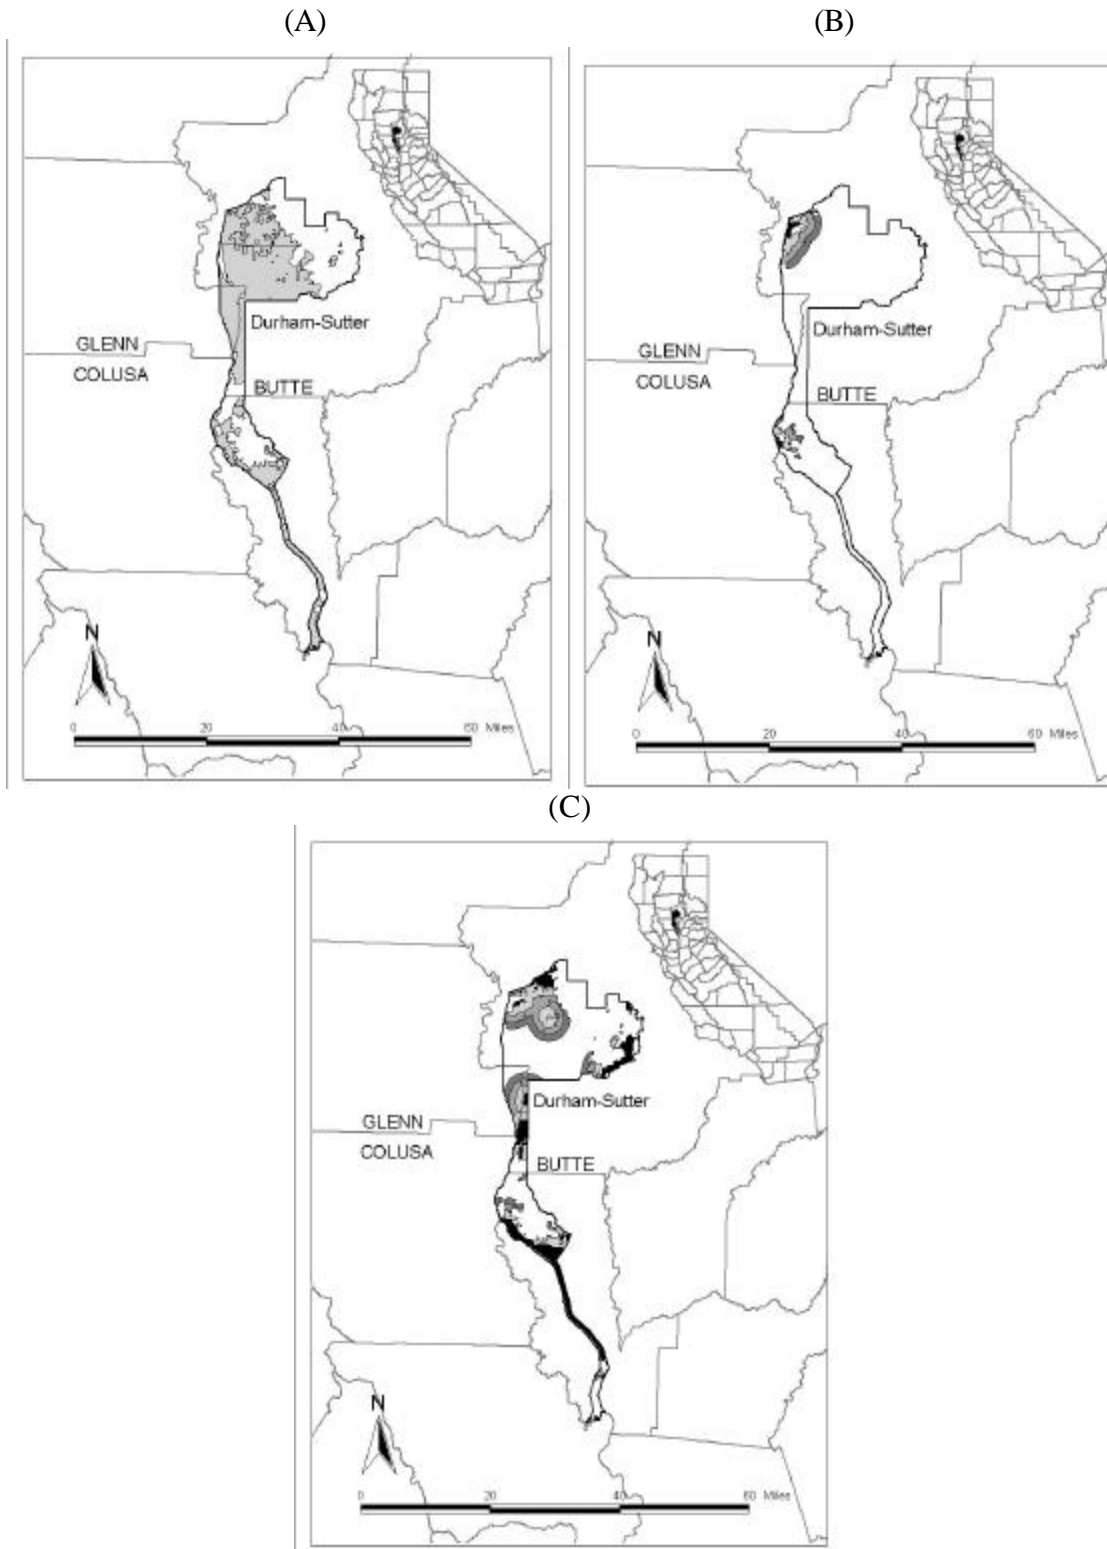 (A)
(B)
Durham-Sutter
GLENN
COLUSA
BUTTE
N
0 20 40 60 Miles
Durham-Sutter
GLENN
COLUSA
BUTTE
N
0 20 40 60 Miles
(C)
Durham-Sutter
GLENN
COLUSA
BUTTE
N
0 20 40 60 Miles